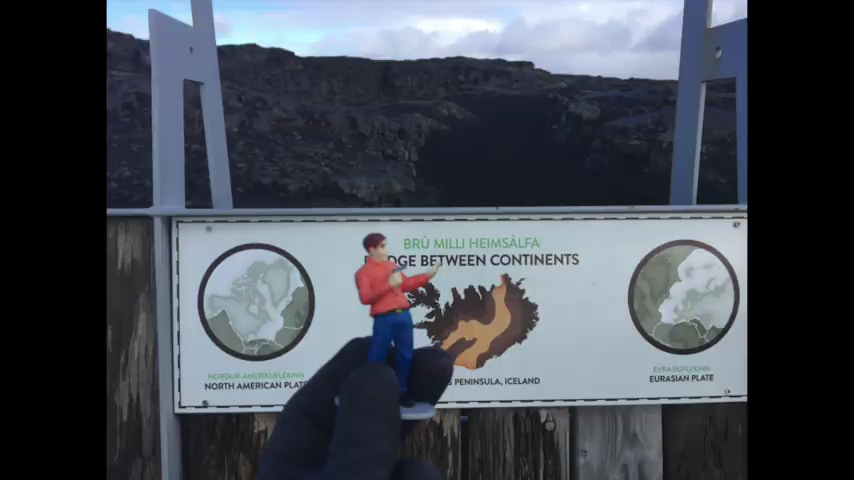 BRÚ MILLI HEIMSÁLFA
DGE BETWEEN CONTINENTS
NORÐUR-AMERÍKUFLEKINN
NORTH AMERICAN PLATE
S PENINSULA, ICELAND
EVRASÍUFLEKINN
EURASIAN PLATE